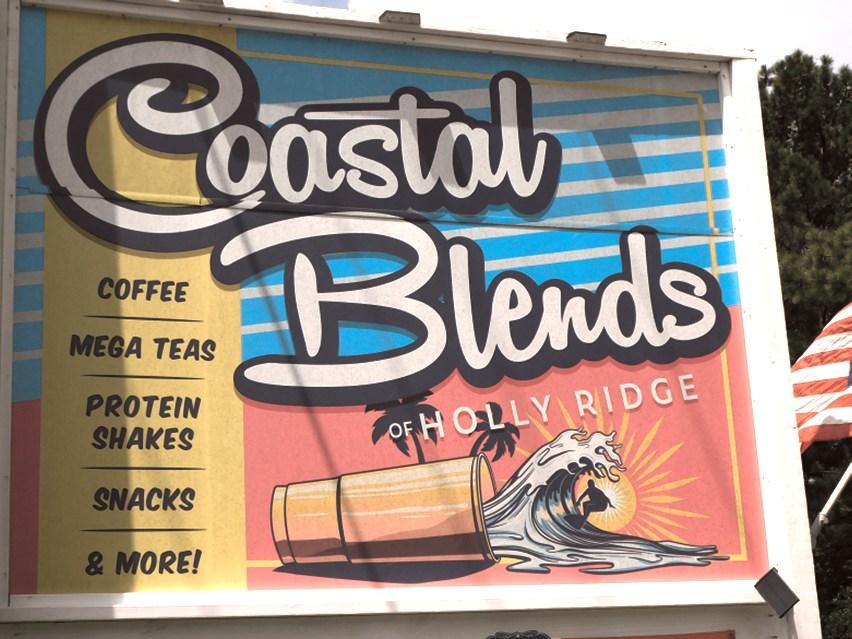 Coastal
Blends
OF HOLLY RIDGE
COFFEE
MEGA TEAS
PROTEIN
SHAKES
SNACKS
& MORE!